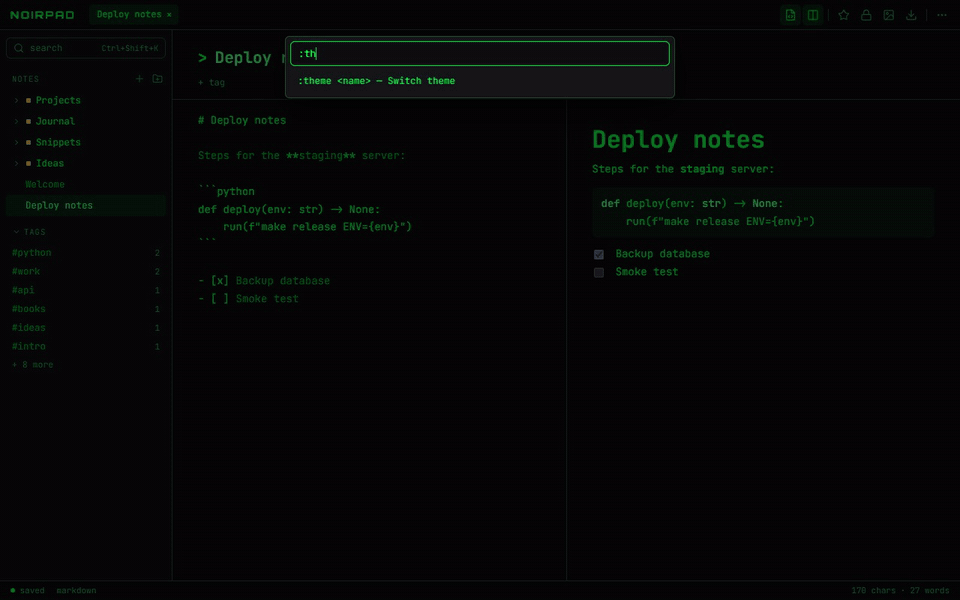 NOIRPAD
Deploy notes ×
search Ctrl+Shift+K
:th
:theme <name> — Switch theme
NOTES
Projects
Journal
Snippets
Ideas
Welcome
Deploy notes
TAGS
#python 2
#work 2
#api 1
#books 1
#ideas 1
#intro 1
+ 8 more
> Deploy
+ tag
# Deploy notes
Steps for the **staging** server:
```python
def deploy(env: str) -> None:
    run(f"make release ENV={env}")
```
- [x] Backup database
- [ ] Smoke test
Deploy notes
Steps for the staging server:
def deploy(env: str) -> None:
    run(f"make release ENV={env}")
Backup database
Smoke test
saved markdown
170 chars · 27 words